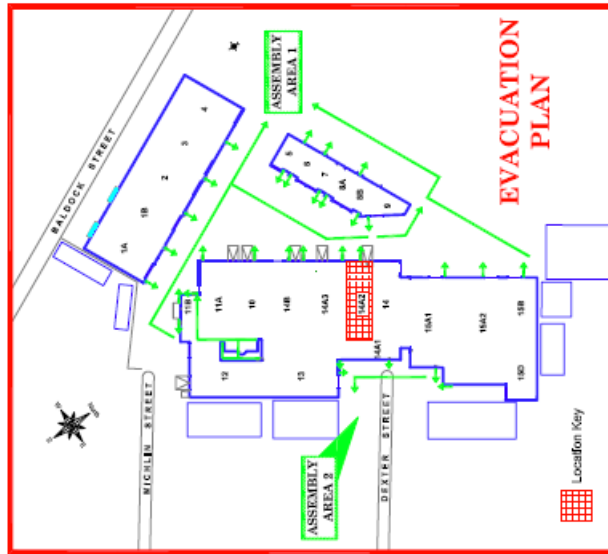 EVACUATION
PLAN
ASSEMBLY
AREA 1
ASSEMBLY
AREA 2
BALDOCK STREET
MICHLIN STREET
DEXTER STREET
1A
1B
2
3
4
5
6
7
8A
8B
9
11B
11A
10
14B
14A3
14A2
14
14A1
12
13
15A1
15A2
15B
15D
North
Location Key